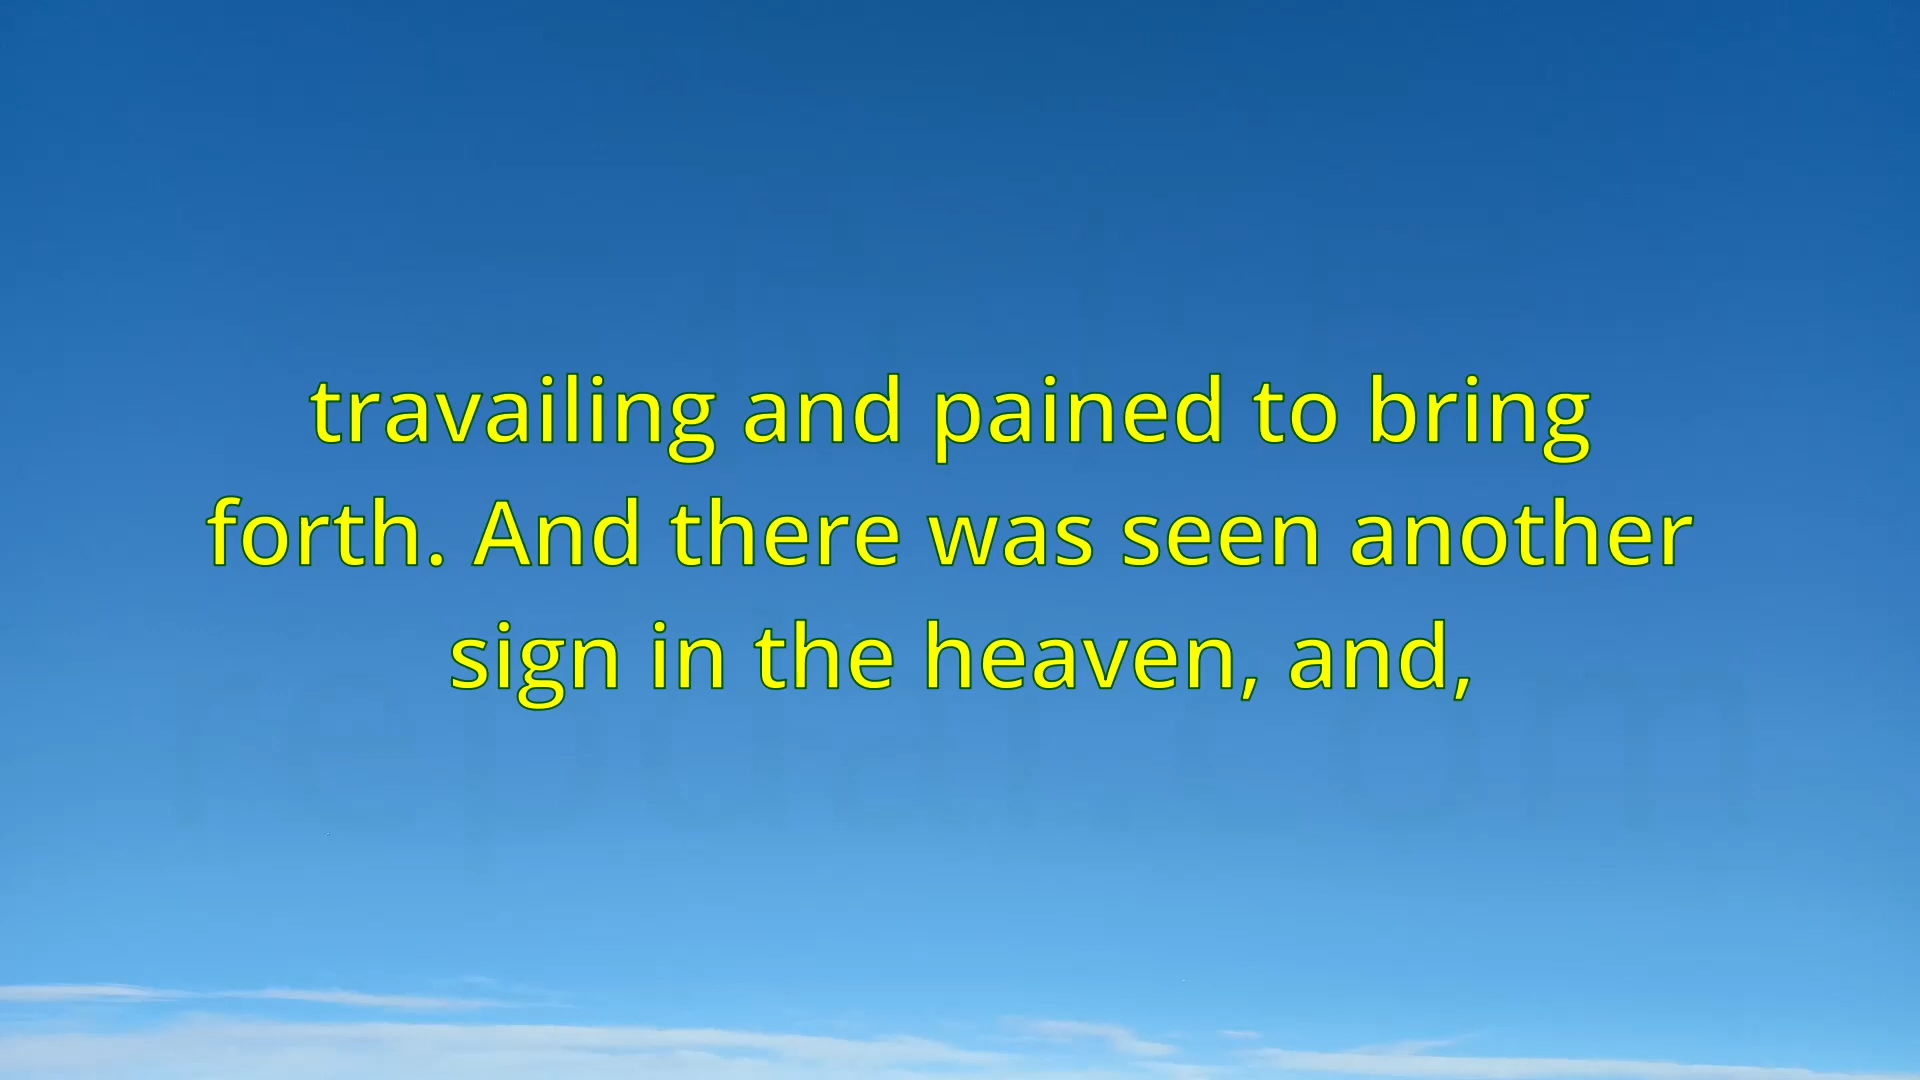 travailing and pained to bring
forth. And there was seen another
sign in the heaven, and,